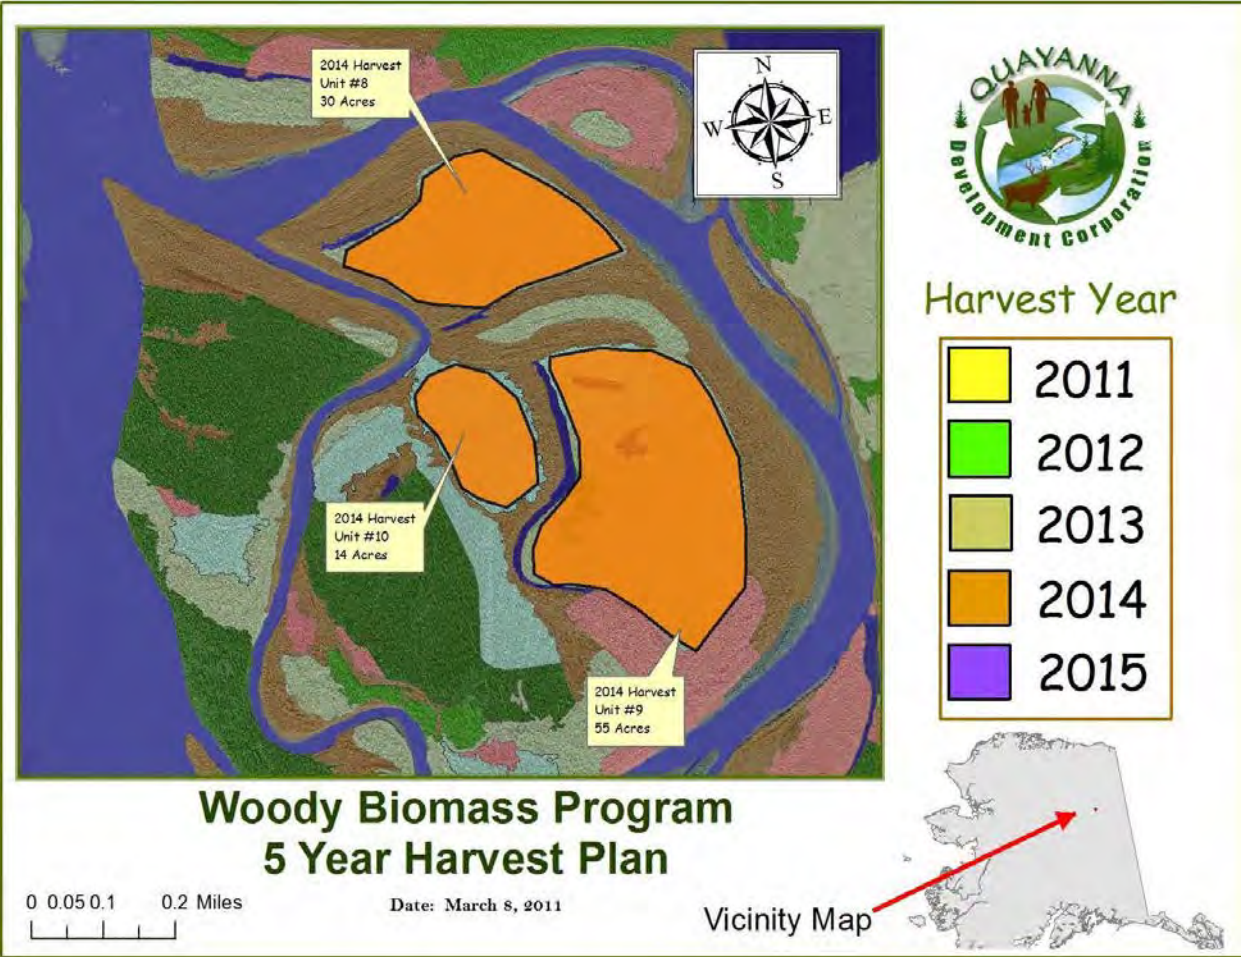 2014 Harvest
Unit #8
30 Acres
N
W
E
S
2014 Harvest
Unit #10
14 Acres
2014 Harvest
Unit #9
55 Acres
QUAYANNA
Development Corporation
Harvest Year
2011
2012
2013
2014
2015
Woody Biomass Program
5 Year Harvest Plan
Date: March 8, 2011
0 0.05 0.1 0.2 Miles
Vicinity Map